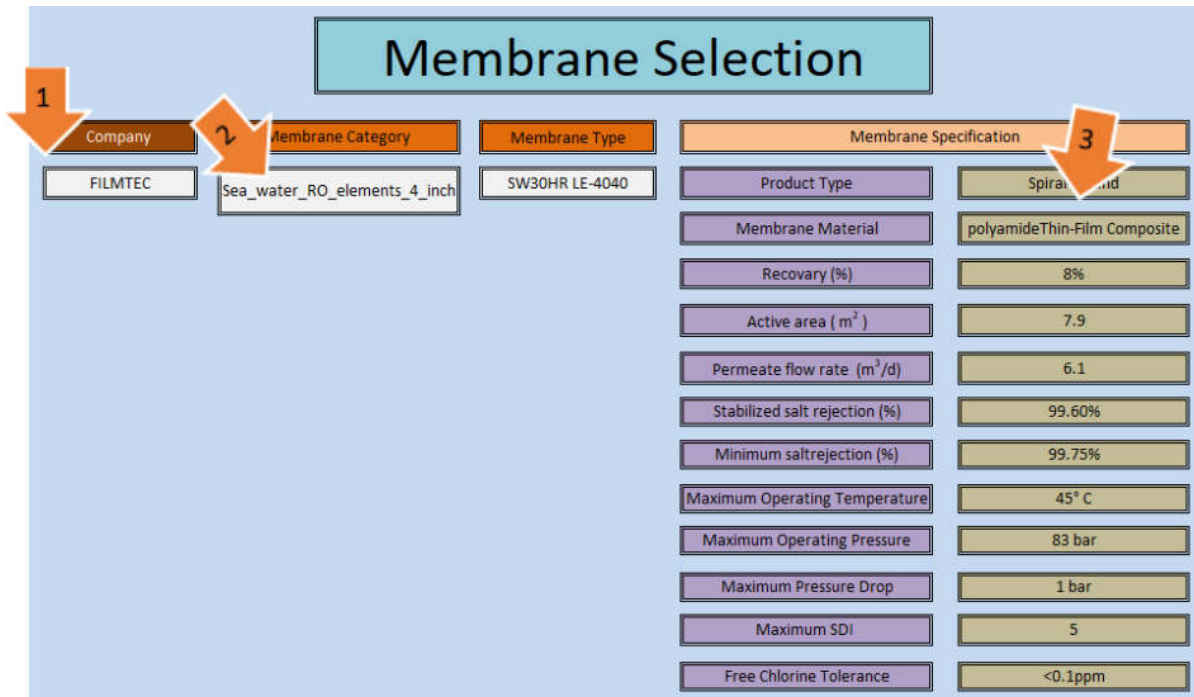 Membrane Selection
1
2
3
Company
Membrane Category
Membrane Type
Membrane Specification
FILMTEC
Sea_water_RO_elements_4_inch
SW30HR LE-4040
Product Type
Spiral
Membrane Material
polyamideThin-Film Composite
Recovary (%)
8%
Active area ( m² )
7.9
Permeate flow rate (m³/d)
6.1
Stabilized salt rejection (%)
99.60%
Minimum saltrejection (%)
99.75%
Maximum Operating Temperature
45° C
Maximum Operating Pressure
83 bar
Maximum Pressure Drop
1 bar
Maximum SDI
5
Free Chlorine Tolerance
<0.1ppm